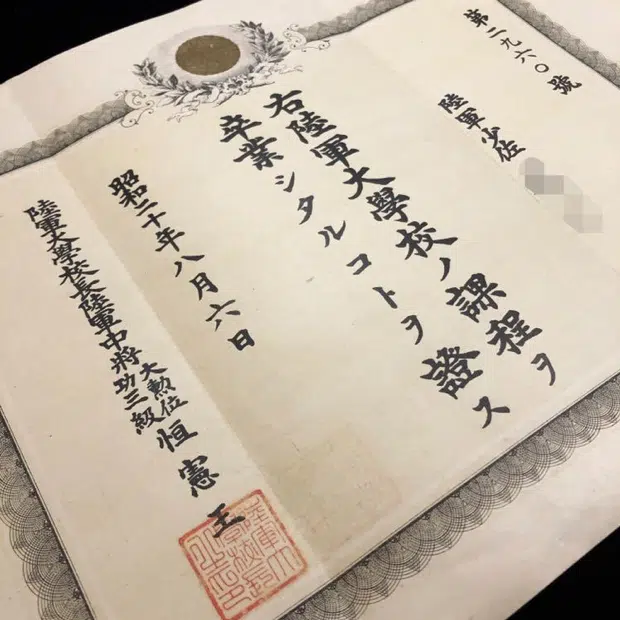 第二九六〇號
陸軍少佐
右陸軍大學校ノ課程ヲ
卒業シタルコトヲ證ス
昭和二十年八月六日
陸軍大學校長陸軍中將大勲位功三級恒憲王